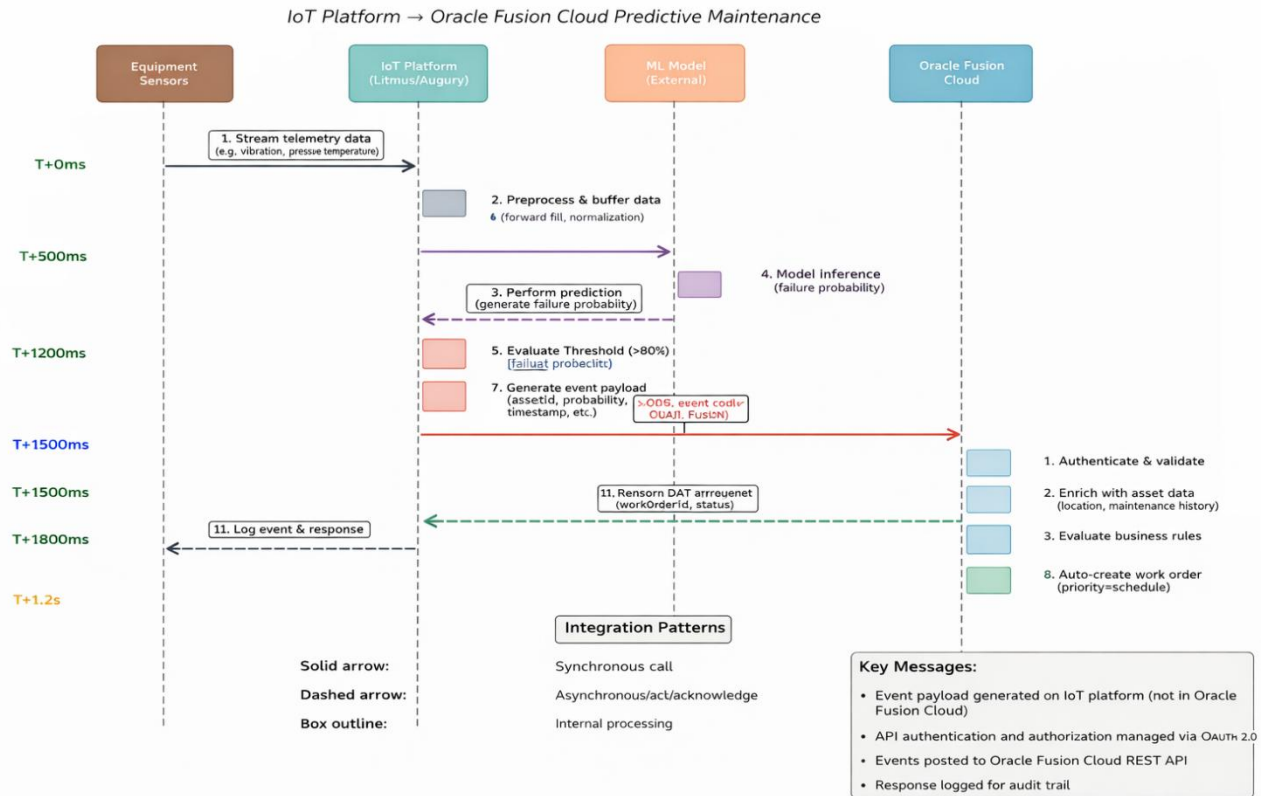 IoT Platform → Oracle Fusion Cloud Predictive Maintenance
Equipment
Sensors
IoT Platform
(Litmus/Augury)
ML Model
(External)
Oracle Fusion
Cloud
1. Stream telemetry data
(e.g, vibration, pressue temperature)
T+0ms
2. Preprocess & buffer data
6 (forward fill, normalization)
T+500ms
4. Model inference
(failure probability)
3. Perform prediction
(generate failure probability)
T+1200ms
5. Evaluate Threshold (>80%)
7. Generate event payload
(assetid, probability,
timestamp, etc.)
event
T+1500ms
1. Authenticate & validate
T+1500ms
11.
(workOrderId, status)
2. Enrich with asset data
(location, maintenance history)
11. Log event & response
T+1800ms
3. Evaluate business rules
8. Auto-create work order
(priority=schedule)
T+1.2s
Integration Patterns
Solid arrow: Synchronous call
Dashed arrow: Asynchronous/act/acknowledge
Box outline: Internal processing
Key Messages:
• Event payload generated on IoT platform (not in Oracle
Fusion Cloud)
• API authentication and authorization managed via OAUTH 2.0
• Events posted to Oracle Fusion Cloud REST API
• Response logged for audit trail